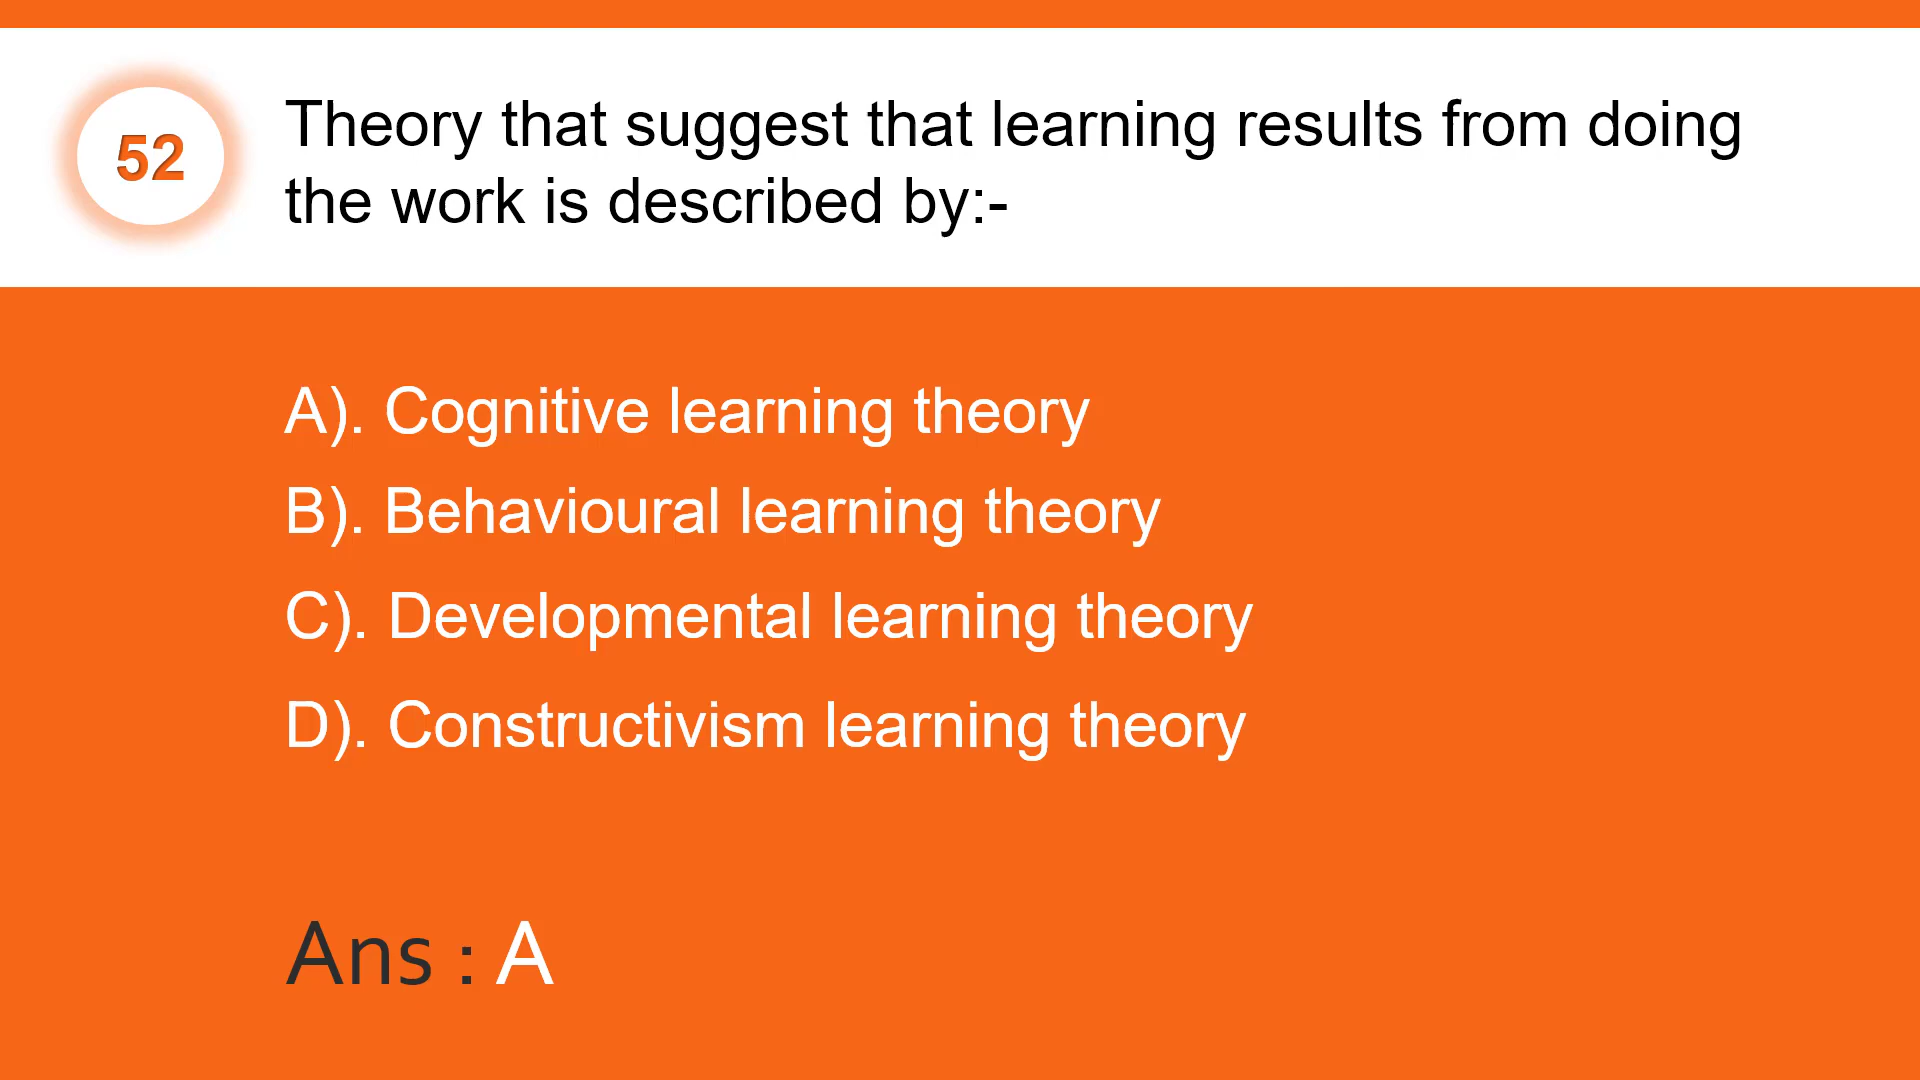 52
Theory that suggest that learning results from doing
the work is described by:-
A). Cognitive learning theory
B). Behavioural learning theory
C). Developmental learning theory
D). Constructivism learning theory
Ans : A